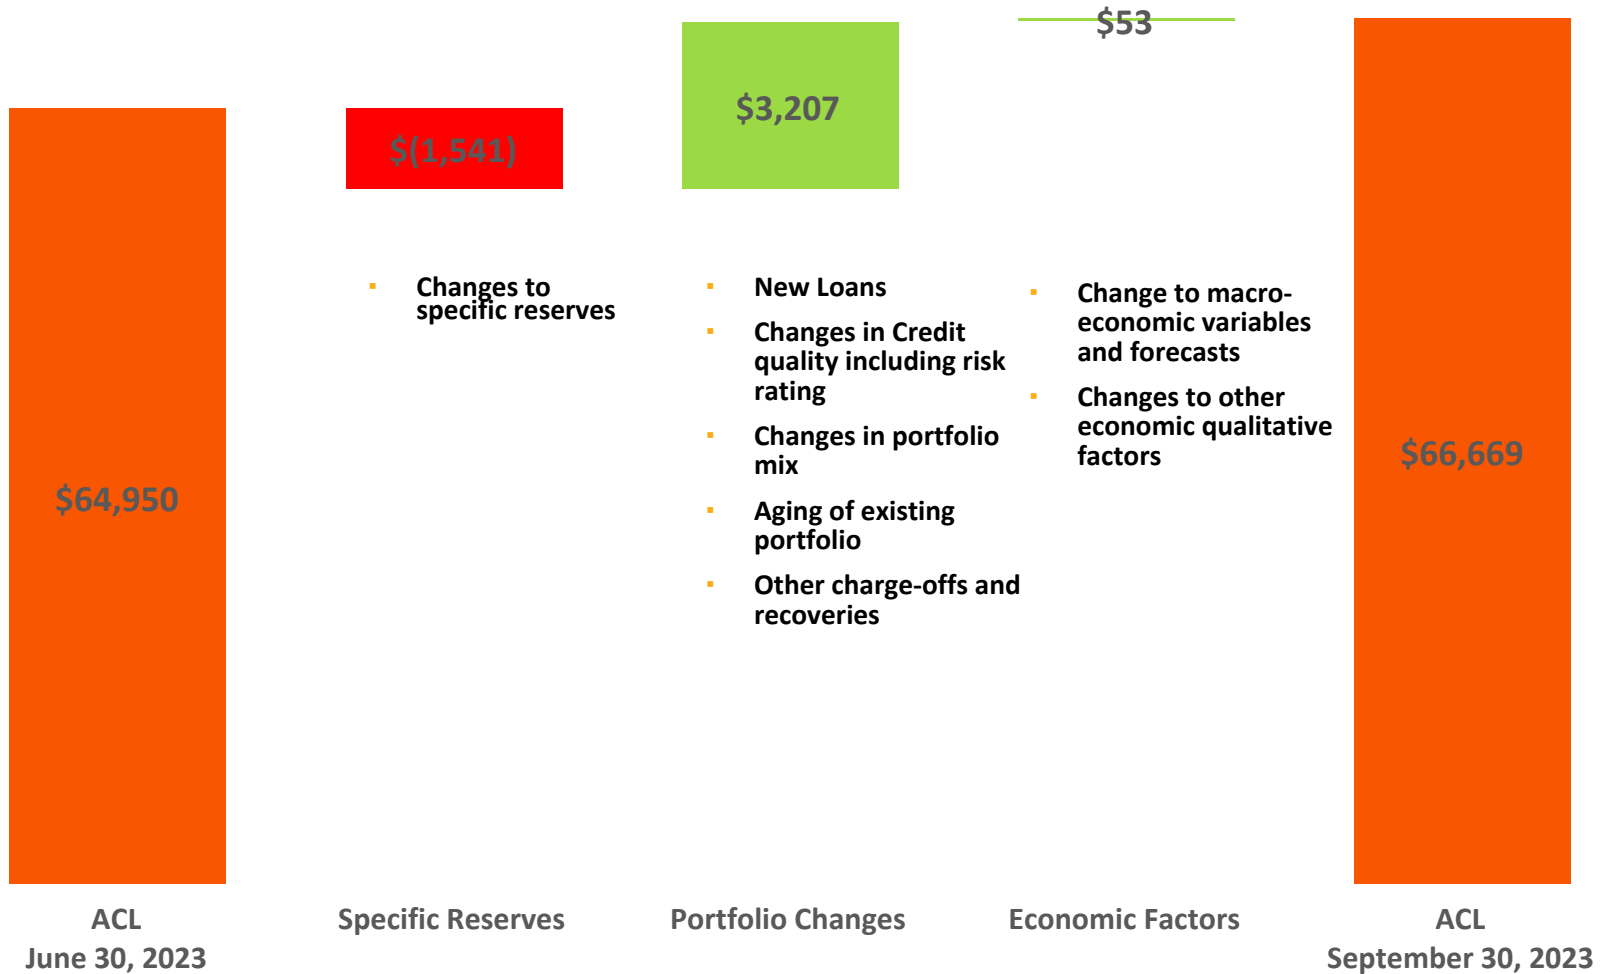 $53
$3,207
$(1,541)
$64,950
$66,669
Changes to
specific reserves
New Loans
Changes in Credit
quality including risk
rating
Changes in portfolio
mix
Aging of existing
portfolio
Other charge-offs and
recoveries
Change to macro-
economic variables
and forecasts
Changes to other
economic qualitative
factors
ACL
June 30, 2023
Specific Reserves
Portfolio Changes
Economic Factors
ACL
September 30, 2023